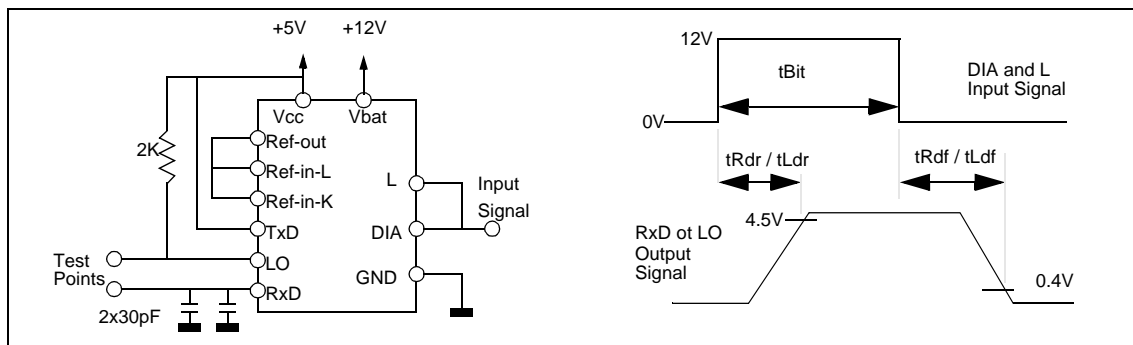 +5V
+12V
Vcc
Vbat
2K
Ref-out
Ref-in-L
Ref-in-K
TxD
LO
RxD
L
DIA
GND
Input
Signal
Test
Points
2x30pF
12V
tBit
DIA and L
Input Signal
0V
tRdr / tLdr
tRdf / tLdf
4.5V
RxD ot LO
Output
Signal
0.4V